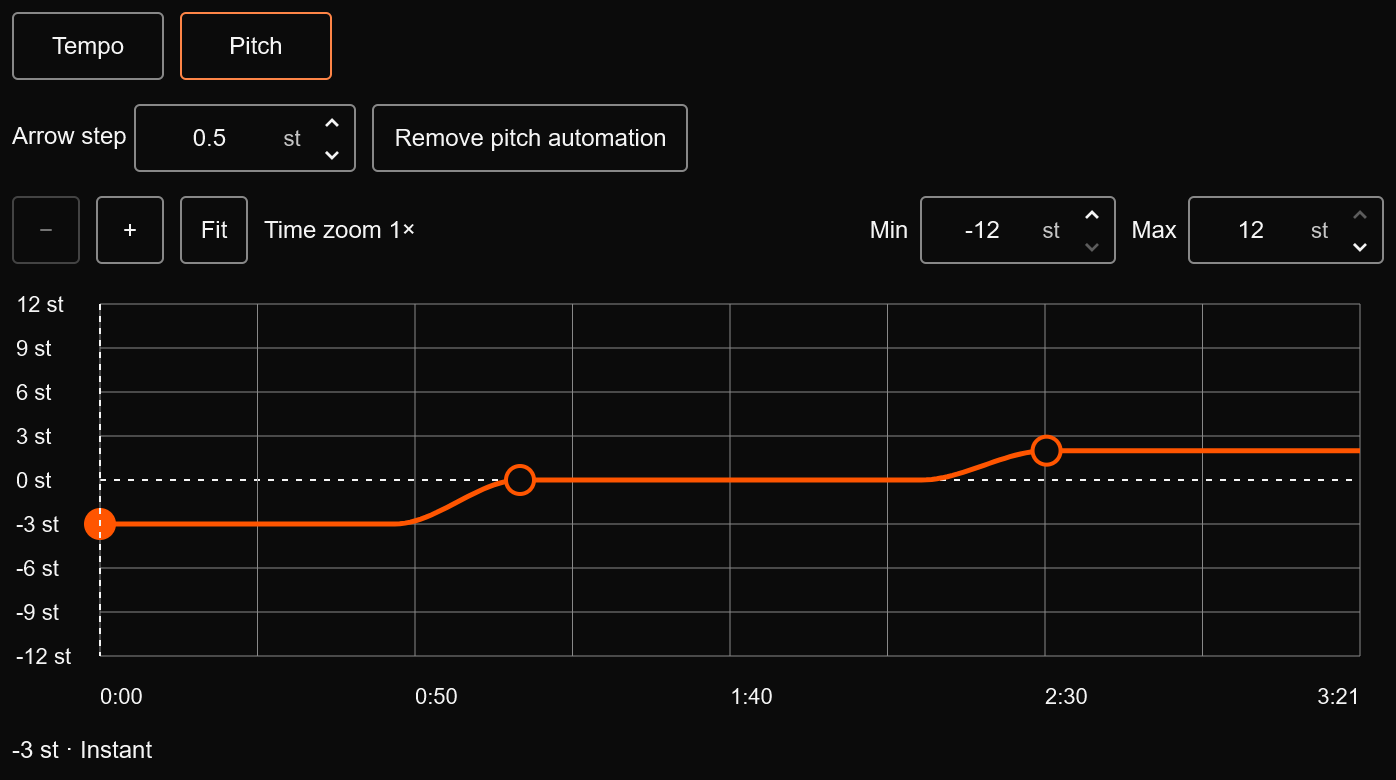 Tempo Pitch
Arrow step 0.5 st Remove pitch automation
− + Fit Time zoom 1× Min -12 st Max 12 st
12 st
9 st
6 st
3 st
0 st
-3 st
-6 st
-9 st
-12 st
0:00 0:50 1:40 2:30 3:21
-3 st · Instant